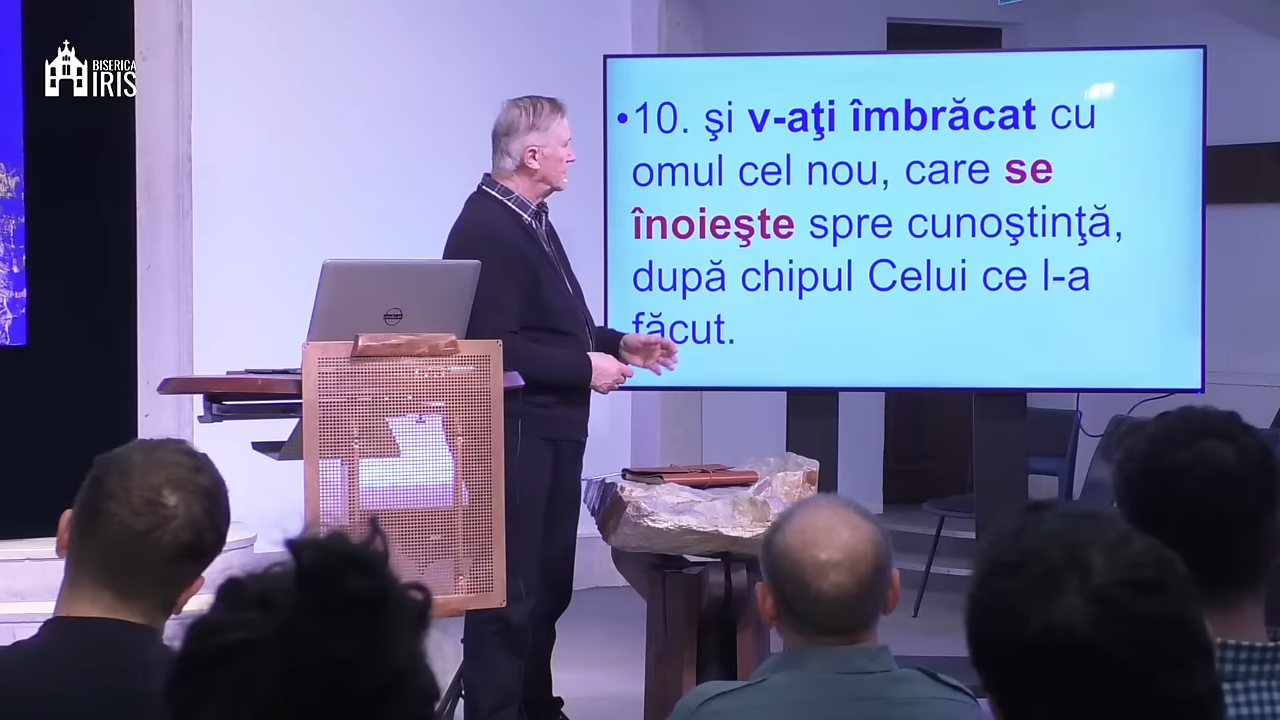 BISERICA
IRIS
•10. şi v-aţi îmbrăcat cu
omul cel nou, care se
înoieşte spre cunoştinţă,
după chipul Celui ce l-a
făcut.